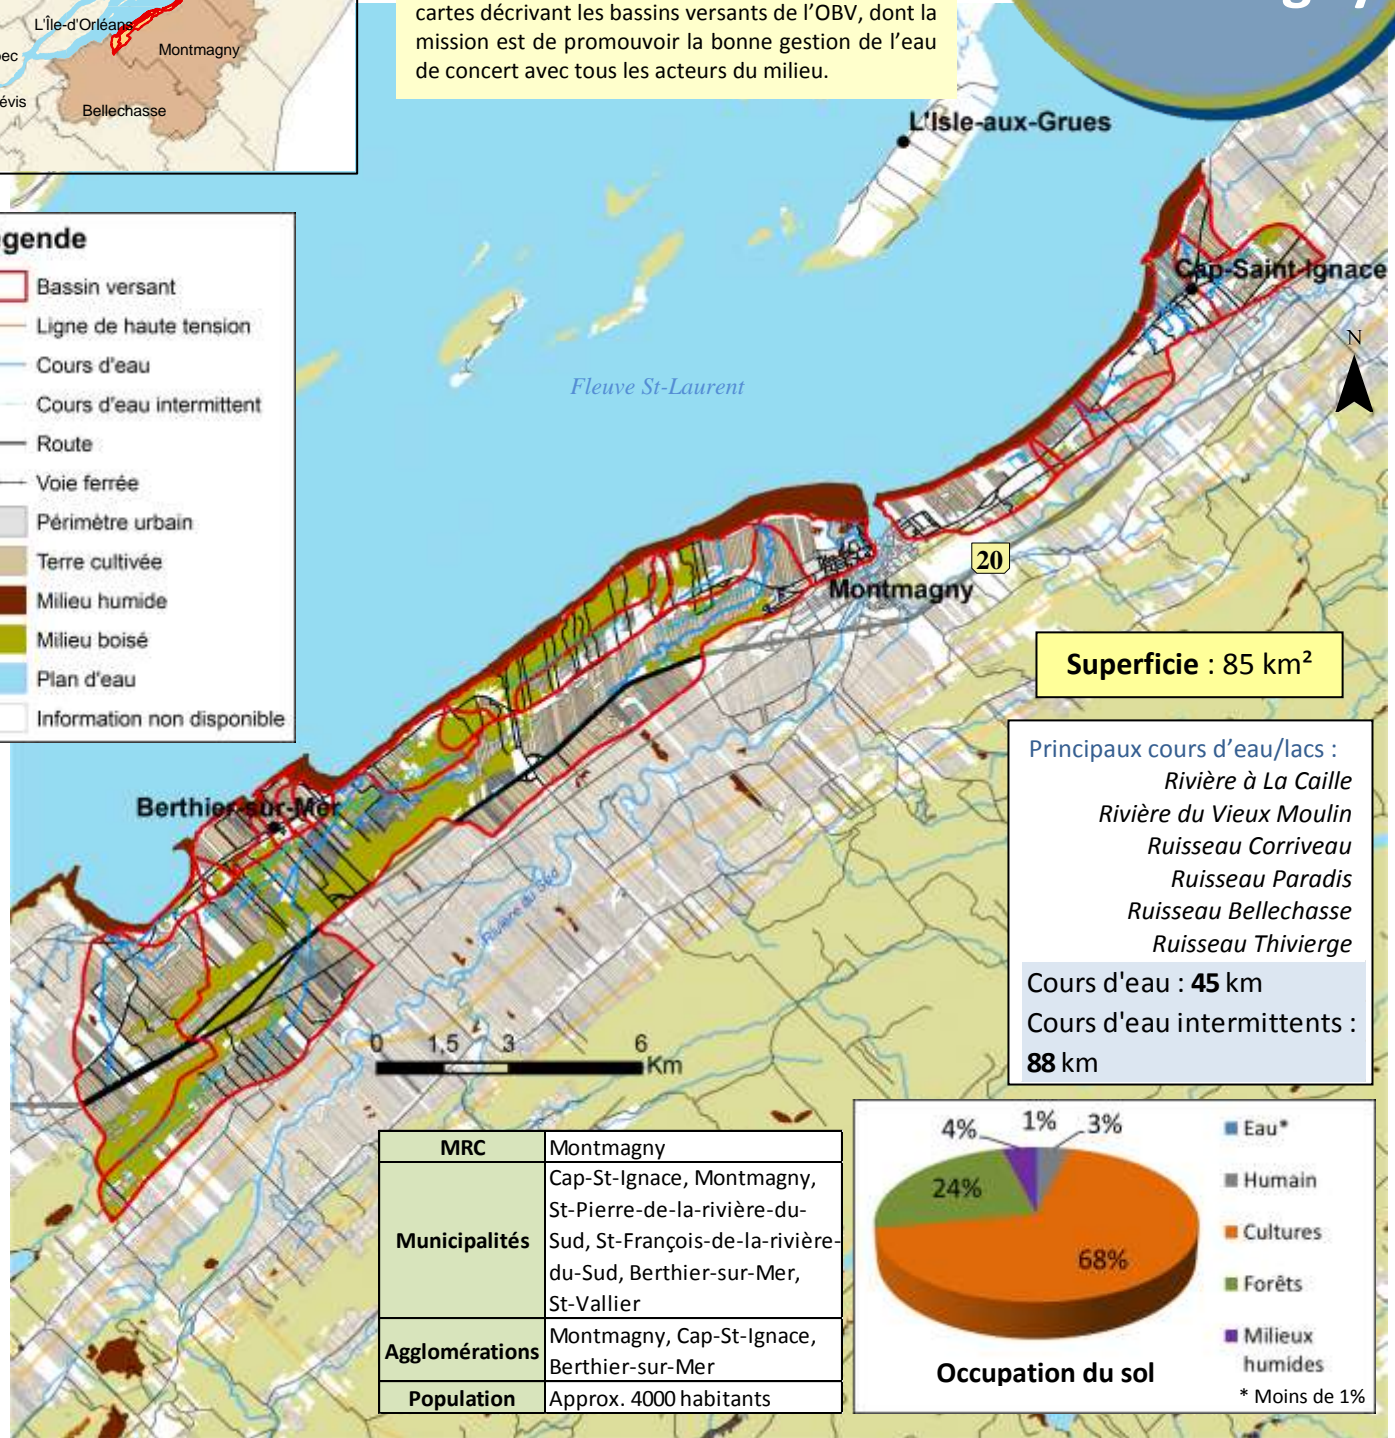 L'Île-d'Orléans
Montmagny
Bellechasse
cartes décrivant les bassins versants de l'OBV, dont la
mission est de promouvoir la bonne gestion de l'eau
de concert avec tous les acteurs du milieu.
L'Isle-aux-Grues
Cap-Saint-Ignace
N
Bassin versant
Ligne de haute tension
Cours d'eau
Cours d'eau intermittent
Route
Voie ferrée
Périmètre urbain
Terre cultivée
Milieu humide
Milieu boisé
Plan d'eau
Information non disponible
Fleuve St-Laurent
20
Montmagny
Berthier-sur-Mer
Rivière du Sud
Superficie : 85 km²
Principaux cours d'eau/lacs :
Rivière à La Caille
Rivière du Vieux Moulin
Ruisseau Corriveau
Ruisseau Paradis
Ruisseau Bellechasse
Ruisseau Thivierge
Cours d'eau : 45 km
Cours d'eau intermittents :
88 km
0 1,5 3 6
Km
MRC Montmagny
Municipalités Cap-St-Ignace, Montmagny,
St-Pierre-de-la-rivière-du-
Sud, St-François-de-la-rivière-
du-Sud, Berthier-sur-Mer,
St-Vallier
Agglomérations Montmagny, Cap-St-Ignace,
Berthier-sur-Mer
Population Approx. 4000 habitants
4% 1% 3%
24%
68%
Eau*
Humain
Cultures
Forêts
Milieux
humides
* Moins de 1%
Occupation du sol